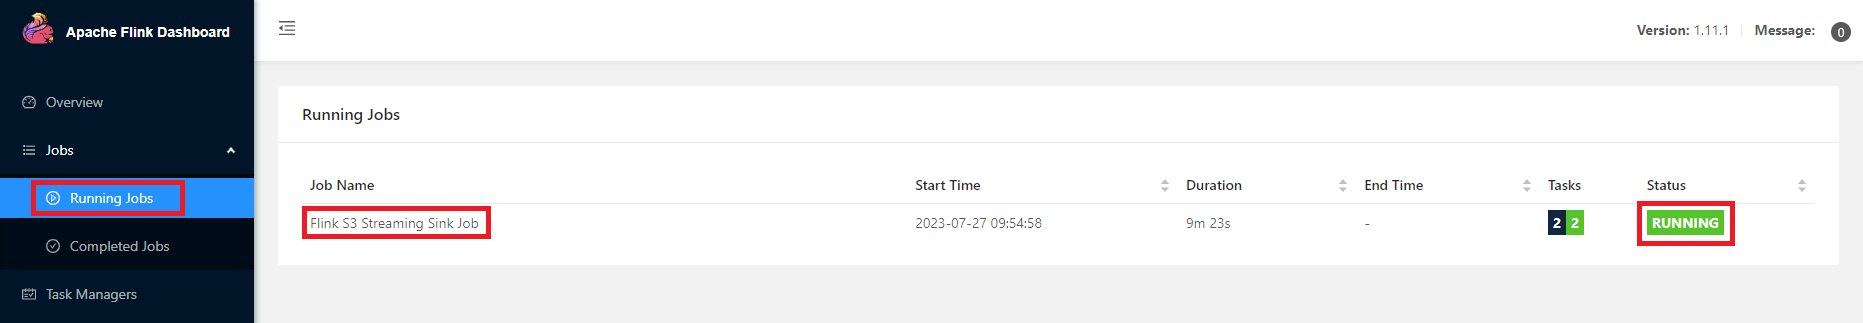 Apache Flink Dashboard
Version: 1.11.1 Message: 0
Overview
Jobs
Running Jobs
Completed Jobs
Task Managers
Running Jobs
Job Name Start Time Duration End Time Tasks Status
Flink S3 Streaming Sink Job 2023-07-27 09:54:58 9m 23s - 2 2 RUNNING